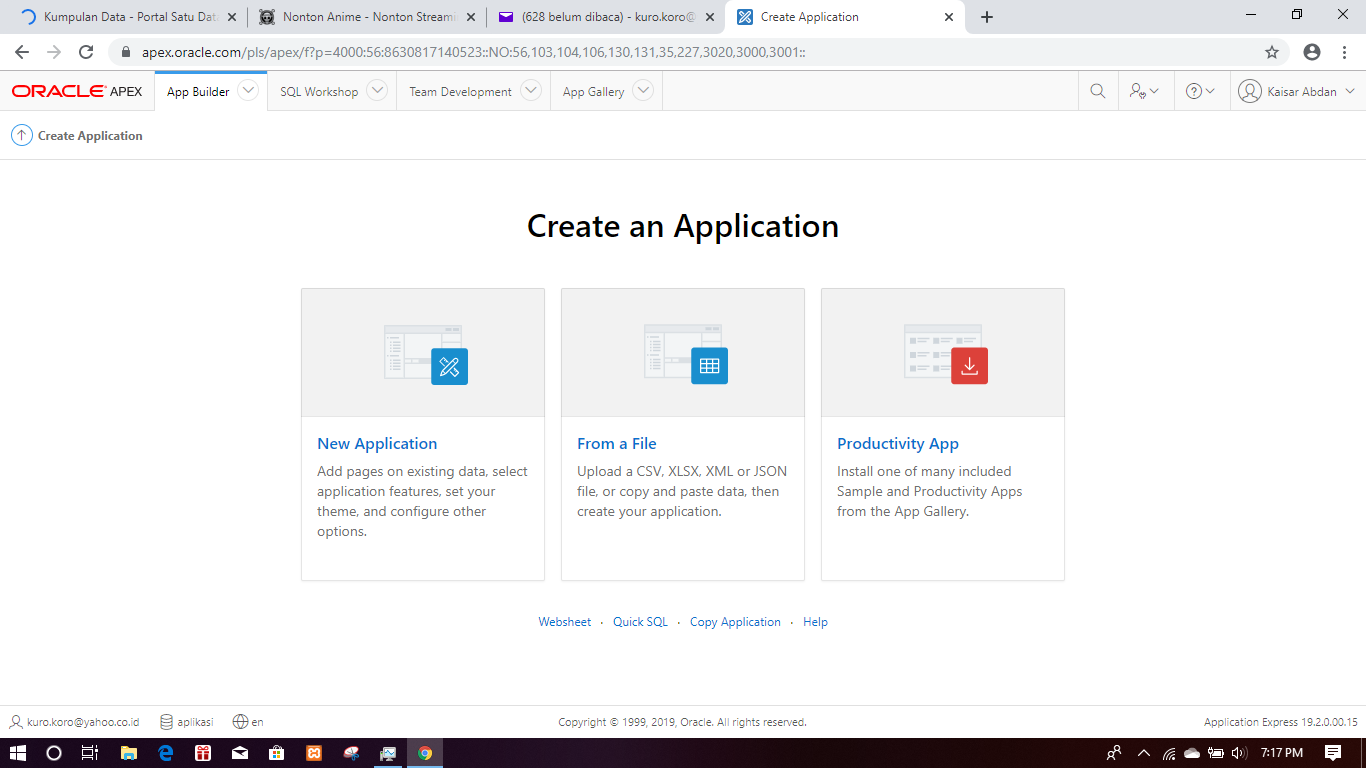 Kumpulan Data - Portal Satu Data
Nonton Anime - Nonton Streami
(628 belum dibaca) - kuro.koro@
Create Application
apex.oracle.com/pls/apex/f?p=4000:56:8630817140523::NO:56,103,104,106,130,131,35,227,3020,3000,3001::
ORACLE APEX
App Builder
SQL Workshop
Team Development
App Gallery
Kaisar Abdan
Create Application
Create an Application
New Application
Add pages on existing data, select
application features, set your
theme, and configure other
options.
From a File
Upload a CSV, XLSX, XML or JSON
file, or copy and paste data, then
create your application.
Productivity App
Install one of many included
Sample and Productivity Apps
from the App Gallery.
Websheet · Quick SQL · Copy Application · Help
kuro.koro@yahoo.co.id
aplikasi
en
Copyright © 1999, 2019, Oracle. All rights reserved.
Application Express 19.2.0.00.15
7:17 PM